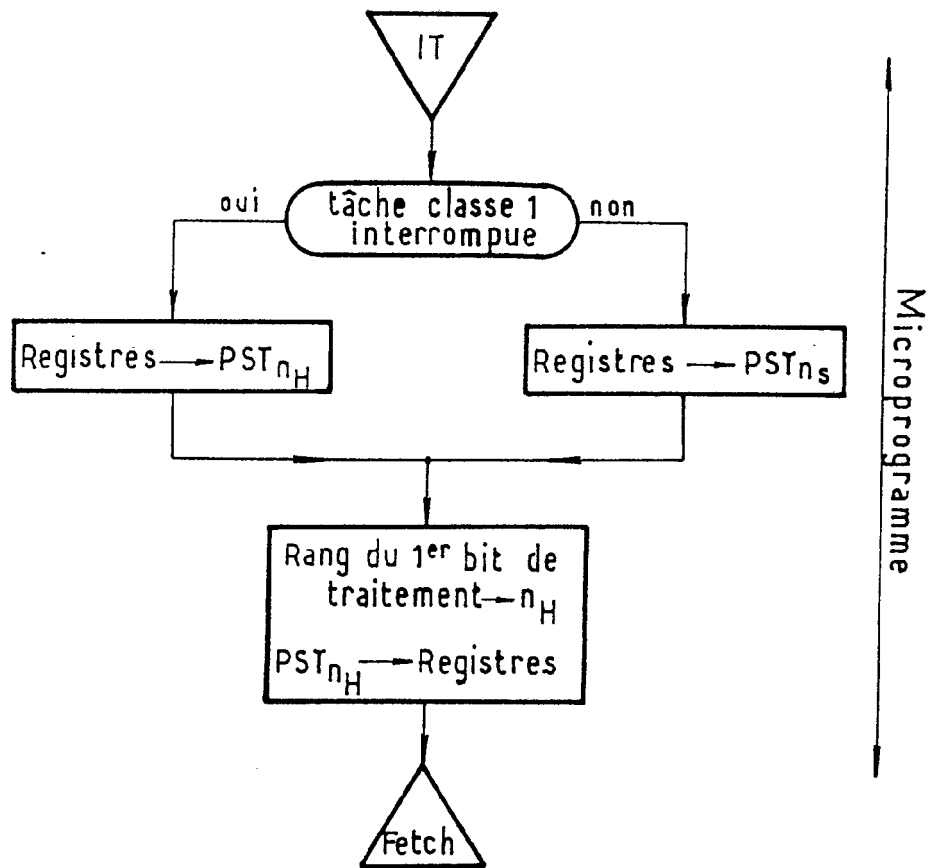 IT
oui
tâche classe 1
interrompue
non
Registres → PSTnH
Registres → PSTns
Rang du 1er bit de
traitement → nH
PSTnH → Registres
Fetch
Microprogramme